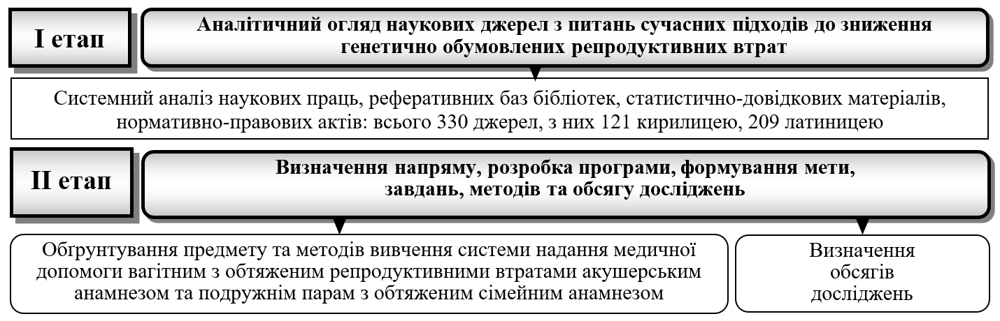 І етап
Аналітичний огляд наукових джерел з питань сучасних підходів до зниження
генетично обумовлених репродуктивних втрат
Системний аналіз наукових праць, реферативних баз бібліотек, статистично-довідкових матеріалів,
нормативно-правових актів: всього 330 джерел, з них 121 кирилицею, 209 латиницею
ІІ етап
Визначення напряму, розробка програми, формування мети,
завдань, методів та обсягу досліджень
Обґрунтування предмету та методів вивчення системи надання медичної
допомоги вагітним з обтяженим репродуктивними втратами акушерським
анамнезом та подружнім парам з обтяженим сімейним анамнезом
Визначення
обсягів
досліджень